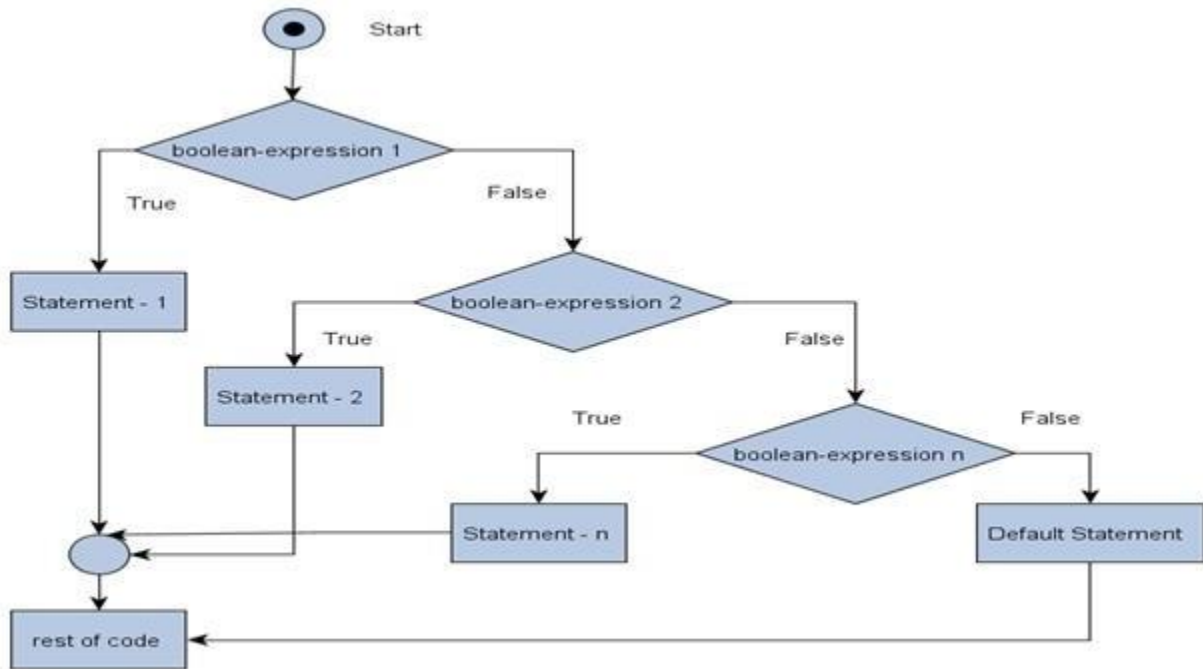 Start
boolean-expression 1
True
False
Statement - 1
boolean-expression 2
True
False
Statement - 2
True
False
boolean-expression n
Statement - n
Default Statement
rest of code